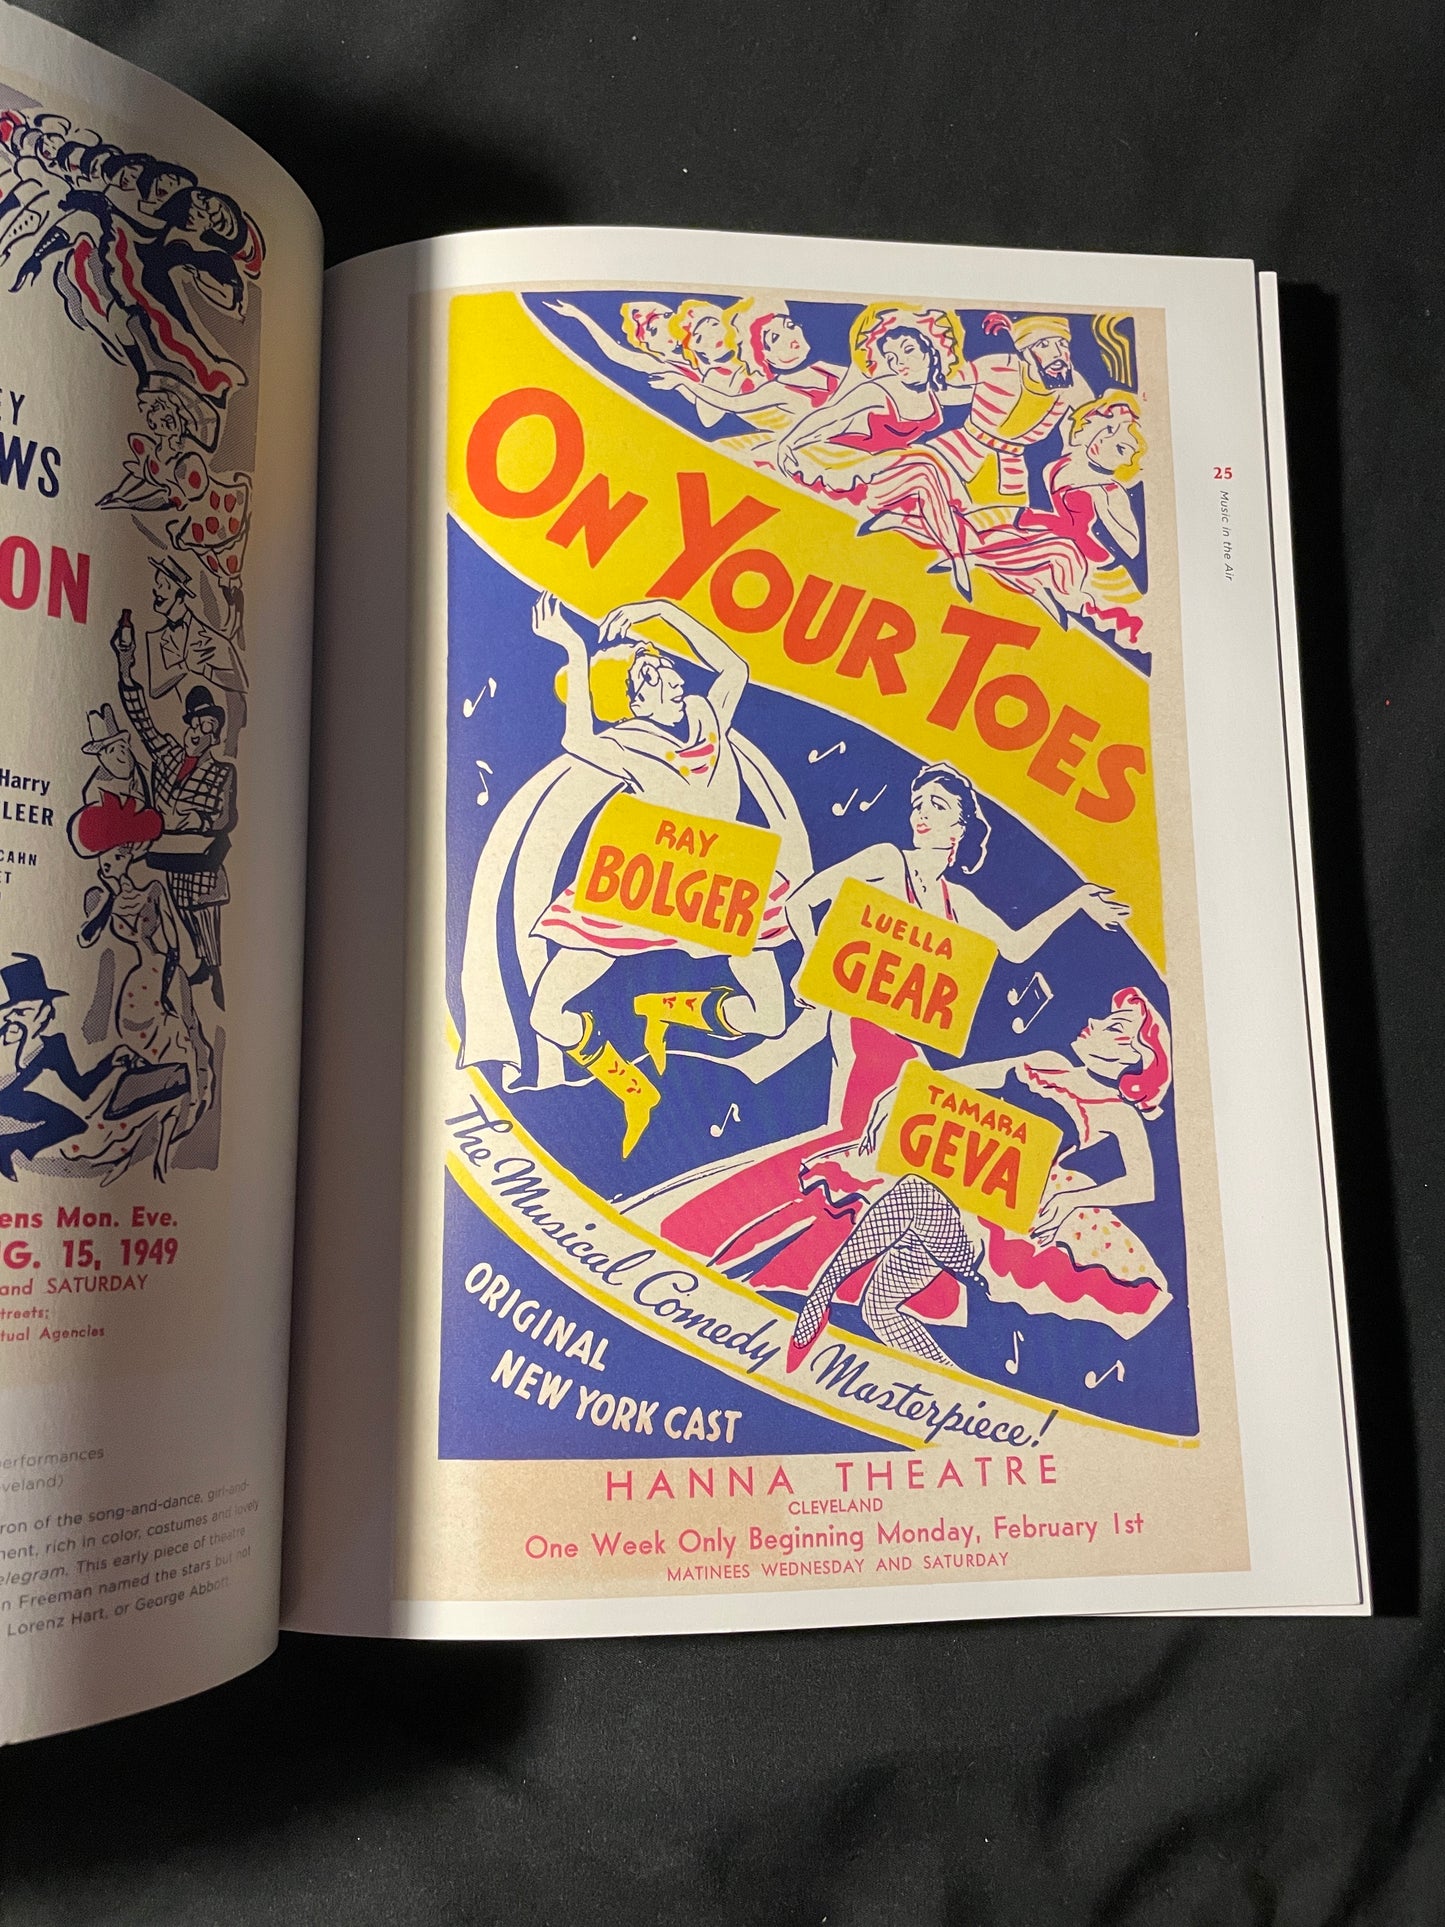 EY
WS
ON
Harry
LEER
CAHN
ET
ens Mon. Eve.
G. 15, 1949
and SATURDAY
treets;
tual Agencies
erformances
veland)
ron of the song-and-dance, girl-and-
ment, rich in color, costumes and lovely
elegram. This early piece of theatre
n Freeman named the stars but not
Lorenz Hart, or George Abbott.
ON YOUR TOES
RAY
BOLGER
LUELLA
GEAR
TAMARA
GEVA
The Musical Comedy Masterpiece!
ORIGINAL
NEW YORK CAST
HANNA THEATRE
CLEVELAND
One Week Only Beginning Monday, February 1st
MATINEES WEDNESDAY AND SATURDAY
25
Music in the Air